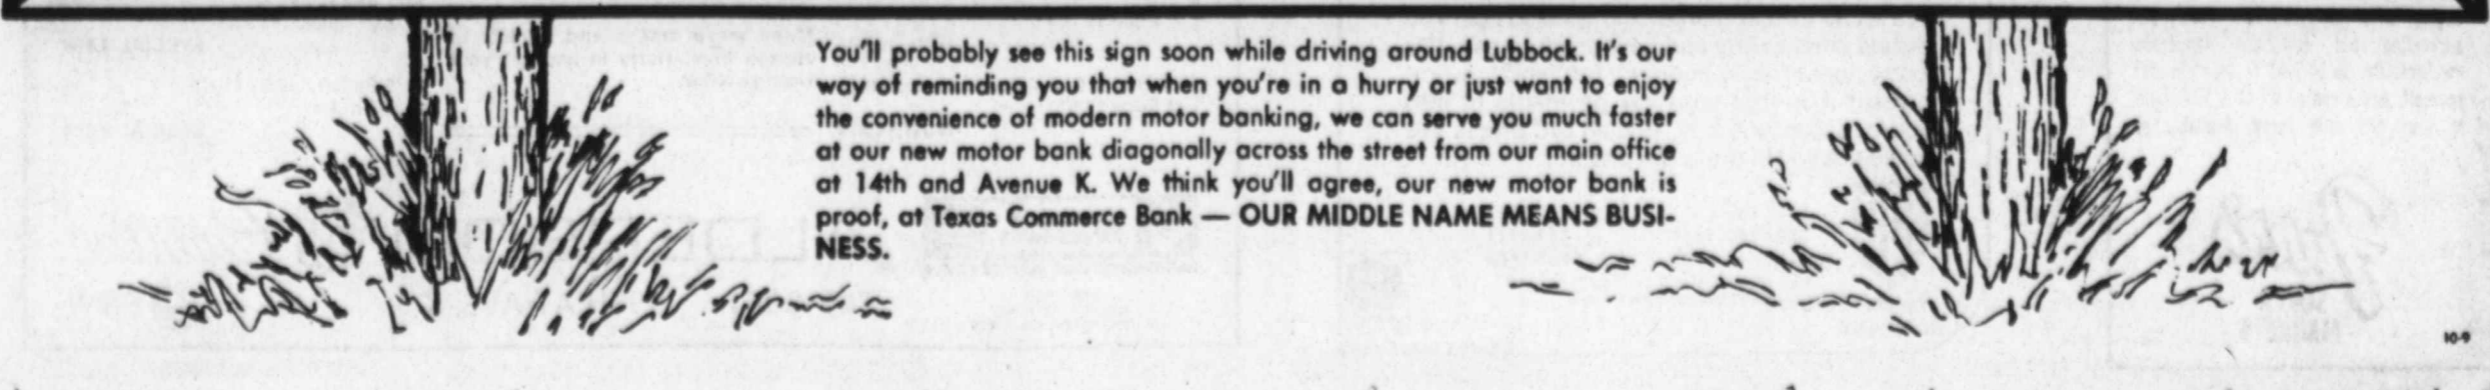 You'll probably see this sign soon while driving around Lubbock. It's our
way of reminding you that when you're in a hurry or just want to enjoy
the convenience of modern motor banking, we can serve you much faster
at our new motor bank diagonally across the street from our main office
at 14th and Avenue K. We think you'll agree, our new motor bank is
proof, at Texas Commerce Bank — OUR MIDDLE NAME MEANS BUSI-
NESS.
10-9